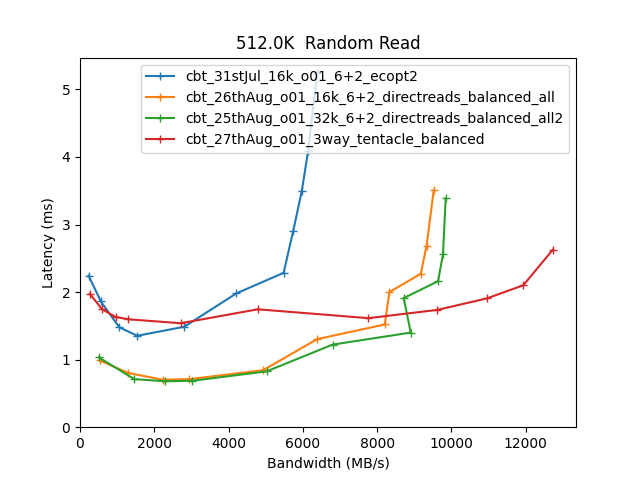 512.0K  Random Read
cbt_31stJul_16k_o01_6+2_ecopt2
cbt_26thAug_o01_16k_6+2_directreads_balanced_all
cbt_25thAug_o01_32k_6+2_directreads_balanced_all2
cbt_27thAug_o01_3way_tentacle_balanced
Latency (ms)
5
4
3
2
1
0
0 2000 4000 6000 8000 10000 12000
Bandwidth (MB/s)